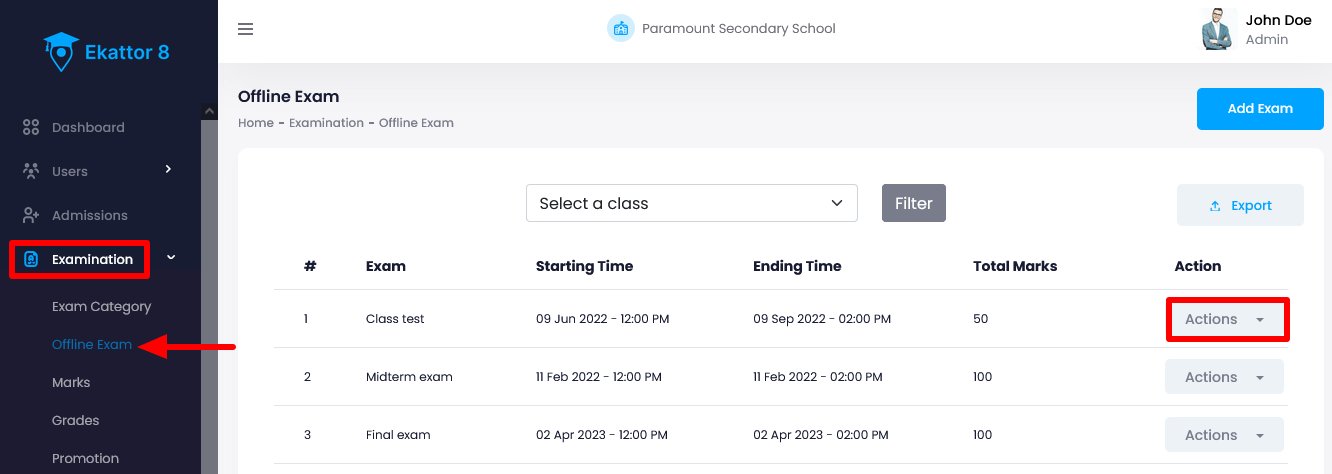 Ekattor 8
Dashboard
Users
Admissions
Examination
Exam Category
Offline Exam
Marks
Grades
Promotion
Paramount Secondary School
John Doe
Admin
Offline Exam
Home - Examination - Offline Exam
Add Exam
Select a class
Filter
Export
# Exam Starting Time Ending Time Total Marks Action
1 Class test 09 Jun 2022 - 12:00 PM 09 Sep 2022 - 02:00 PM 50 Actions
2 Midterm exam 11 Feb 2022 - 12:00 PM 11 Feb 2022 - 02:00 PM 100 Actions
3 Final exam 02 Apr 2023 - 12:00 PM 02 Apr 2023 - 02:00 PM 100 Actions